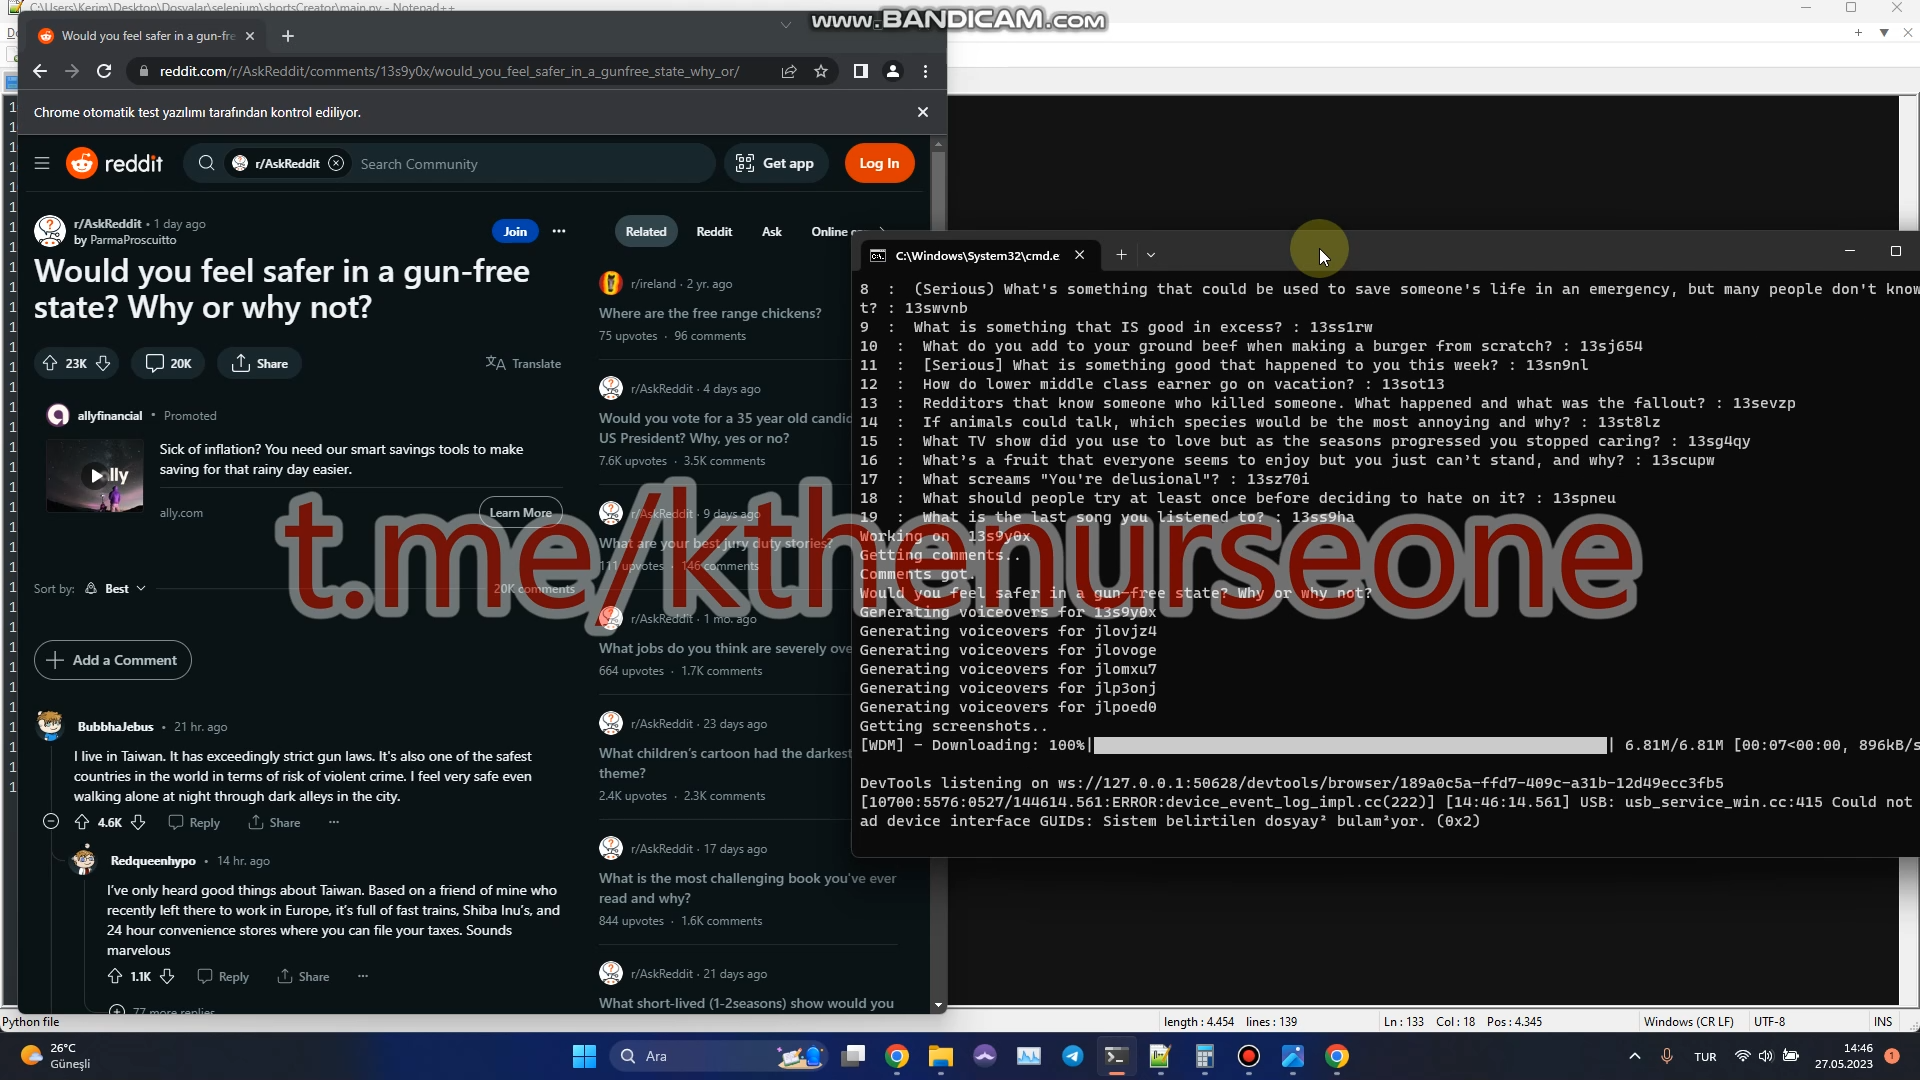 C:\Users\Kerim\Desktop\Dosyalar\selenium\shortsCreator\main.py - Notepad++
www.BANDICAM.com
Would you feel safer in a gun-fre
reddit.com/r/AskReddit/comments/13s9y0x/would_you_feel_safer_in_a_gunfree_state_why_or/
Chrome otomatik test yazılımı tarafından kontrol ediliyor.
reddit
r/AskReddit
Search Community
Get app
Log In
r/AskReddit • 1 day ago
by ParmaProscuitto
Join
Would you feel safer in a gun-free
state? Why or why not?
23K
20K
Share
Translate
allyfinancial • Promoted
Sick of inflation? You need our smart savings tools to make
saving for that rainy day easier.
ally
ally.com
Learn More
Sort by: Best
20K comments
Add a Comment
BubbhaJebus • 21 hr. ago
I live in Taiwan. It has exceedingly strict gun laws. It's also one of the safest
countries in the world in terms of risk of violent crime. I feel very safe even
walking alone at night through dark alleys in the city.
4.6K
Reply
Share
Redqueenhypo • 14 hr. ago
I've only heard good things about Taiwan. Based on a friend of mine who
recently left there to work in Europe, it's full of fast trains, Shiba Inu's, and
24 hour convenience stores where you can file your taxes. Sounds
marvelous
1.1K
Reply
Share
77 more replies
Related
Reddit
Ask
Online
r/ireland · 2 yr. ago
Where are the free range chickens?
75 upvotes · 96 comments
r/AskReddit · 4 days ago
Would you vote for a 35 year old candid
US President? Why, yes or no?
7.6K upvotes · 3.5K comments
r/AskReddit · 9 days ago
What are your best jury duty stories?
111 upvotes · 146 comments
r/AskReddit · 1 mo. ago
What jobs do you think are severely ove
664 upvotes · 1.7K comments
r/AskReddit · 23 days ago
What children's cartoon had the darkest
theme?
2.4K upvotes · 2.3K comments
r/AskReddit · 17 days ago
What is the most challenging book you've ever
read and why?
844 upvotes · 1.6K comments
r/AskReddit · 21 days ago
What short-lived (1-2seasons) show would you
C:\Windows\System32\cmd.e
8 : (Serious) What's something that could be used to save someone's life in an emergency, but many people don't know
t? : 13swvnb
9 : What is something that IS good in excess? : 13ss1rw
10 : What do you add to your ground beef when making a burger from scratch? : 13sj654
11 : [Serious] What is something good that happened to you this week? : 13sn9nl
12 : How do lower middle class earner go on vacation? : 13sot13
13 : Redditors that know someone who killed someone. What happened and what was the fallout? : 13sevzp
14 : If animals could talk, which species would be the most annoying and why? : 13st8lz
15 : What TV show did you use to love but as the seasons progressed you stopped caring? : 13sg4qy
16 : What's a fruit that everyone seems to enjoy but you just can't stand, and why? : 13scupw
17 : What screams "You're delusional"? : 13sz70i
18 : What should people try at least once before deciding to hate on it? : 13spneu
19 : What is the last song you listened to? : 13ss9ha
Working on 13s9y0x
Getting comments..
Comments got.
Would you feel safer in a gun-free state? Why or why not?
Generating voiceovers for 13s9y0x
Generating voiceovers for jlovjz4
Generating voiceovers for jlovoge
Generating voiceovers for jlomxu7
Generating voiceovers for jlp3onj
Generating voiceovers for jlpoed0
Getting screenshots..
[WDM] - Downloading: 100%| | 6.81M/6.81M [00:07<00:00, 896kB/s
DevTools listening on ws://127.0.0.1:50628/devtools/browser/189a0c5a-ffd7-409c-a31b-12d49ecc3fb5
[10700:5576:0527/144614.561:ERROR:device_event_log_impl.cc(222)] [14:46:14.561] USB: usb_service_win.cc:415 Could not
ad device interface GUIDs: Sistem belirtilen dosyay² bulam²yor. (0x2)
t.me/kthenurseone
Python file
length : 4.454 lines : 139
Ln : 133 Col : 18 Pos : 4.345
Windows (CR LF)
UTF-8
INS
26°C
Güneşli
Ara
TUR
14:46
27.05.2023
1